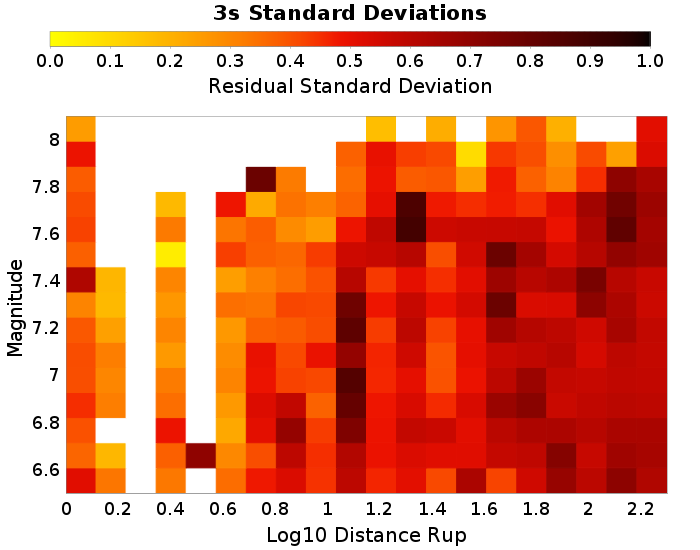 3s Standard Deviations
0.0 0.1 0.2 0.3 0.4 0.5 0.6 0.7 0.8 0.9 1.0
Residual Standard Deviation
8
7.8
7.6
7.4
7.2
7
6.8
6.6
Magnitude
0 0.2 0.4 0.6 0.8 1 1.2 1.4 1.6 1.8 2 2.2
Log10 Distance Rup